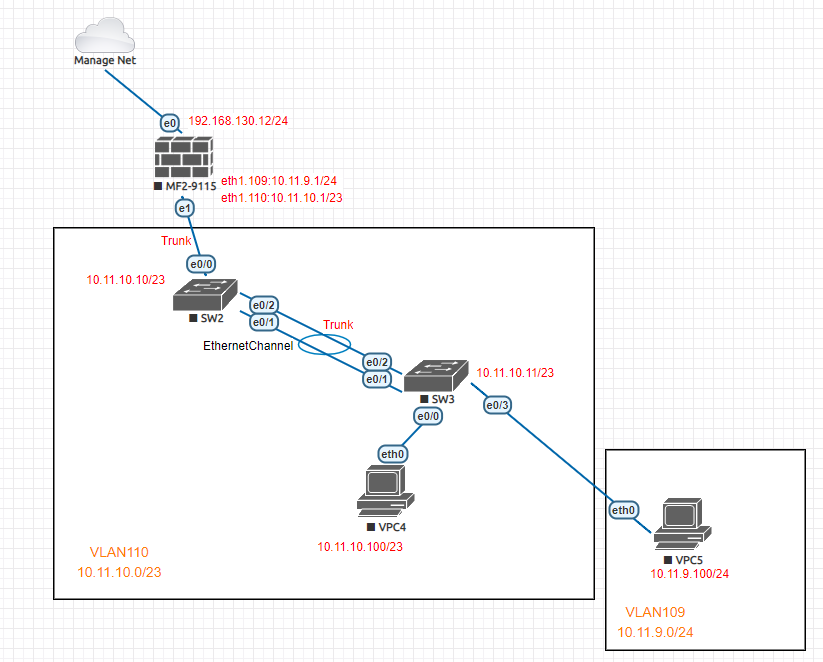 Manage Net
e0
192.168.130.12/24
MF2-9115
eth1.109:10.11.9.1/24
eth1.110:10.11.10.1/23
e1
Trunk
e0/0
10.11.10.10/23
SW2
e0/2
e0/1
Trunk
EthernetChannel
e0/2
e0/1
10.11.10.11/23
SW3
e0/0
e0/3
eth0
VPC4
10.11.10.100/23
eth0
VPC5
10.11.9.100/24
VLAN110
10.11.10.0/23
VLAN109
10.11.9.0/24